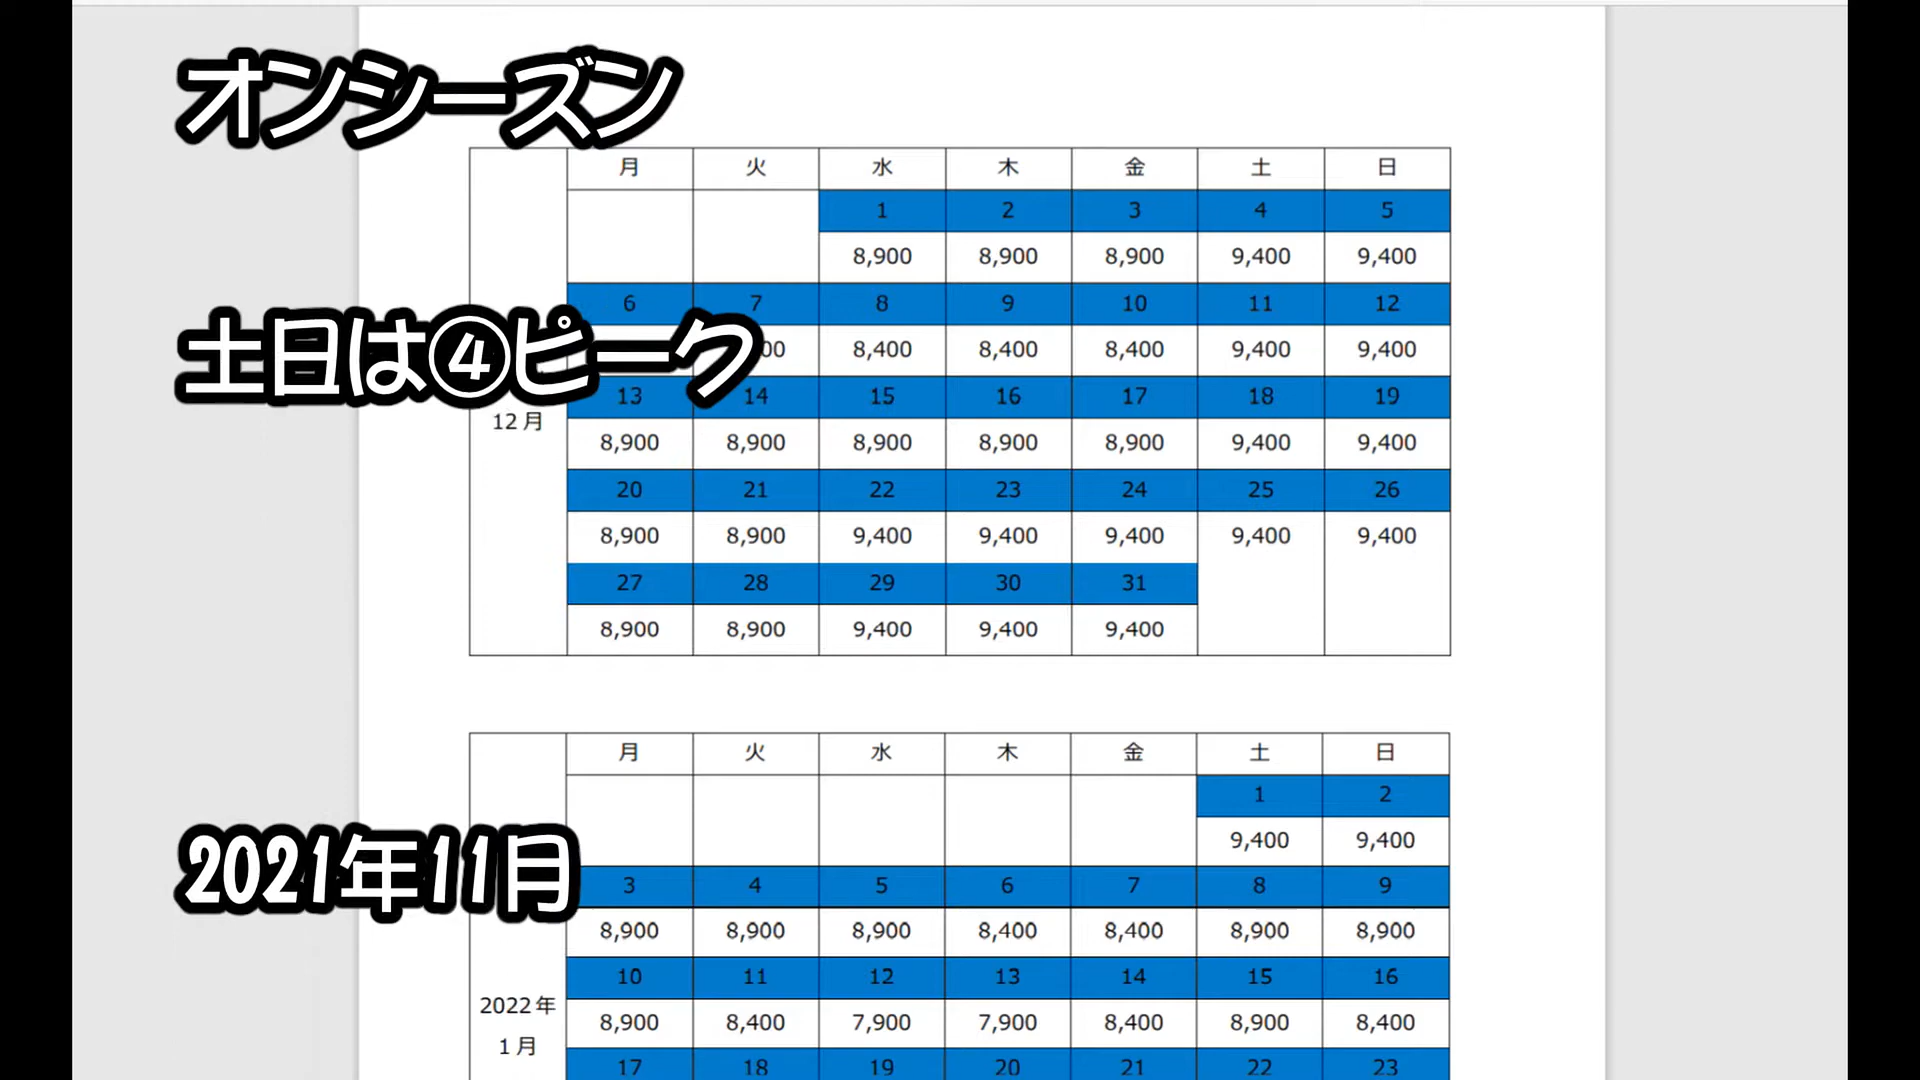 オンシーズン
月 火 水 木 金 土 日
1 2 3 4 5
8,900 8,900 8,900 9,400 9,400
6 7 8 9 10 11 12
土日は④ピーク
00 8,400 8,400 8,400 9,400 9,400
13 14 15 16 17 18 19
12月
8,900 8,900 8,900 8,900 8,900 9,400 9,400
20 21 22 23 24 25 26
8,900 8,900 9,400 9,400 9,400 9,400 9,400
27 28 29 30 31
8,900 8,900 9,400 9,400 9,400
月 火 水 木 金 土 日
1 2
9,400 9,400
2021年11月
3 4 5 6 7 8 9
8,900 8,900 8,900 8,400 8,400 8,900 8,900
10 11 12 13 14 15 16
2022年
1月
8,900 8,400 7,900 7,900 8,400 8,900 8,400
17 18 19 20 21 22 23